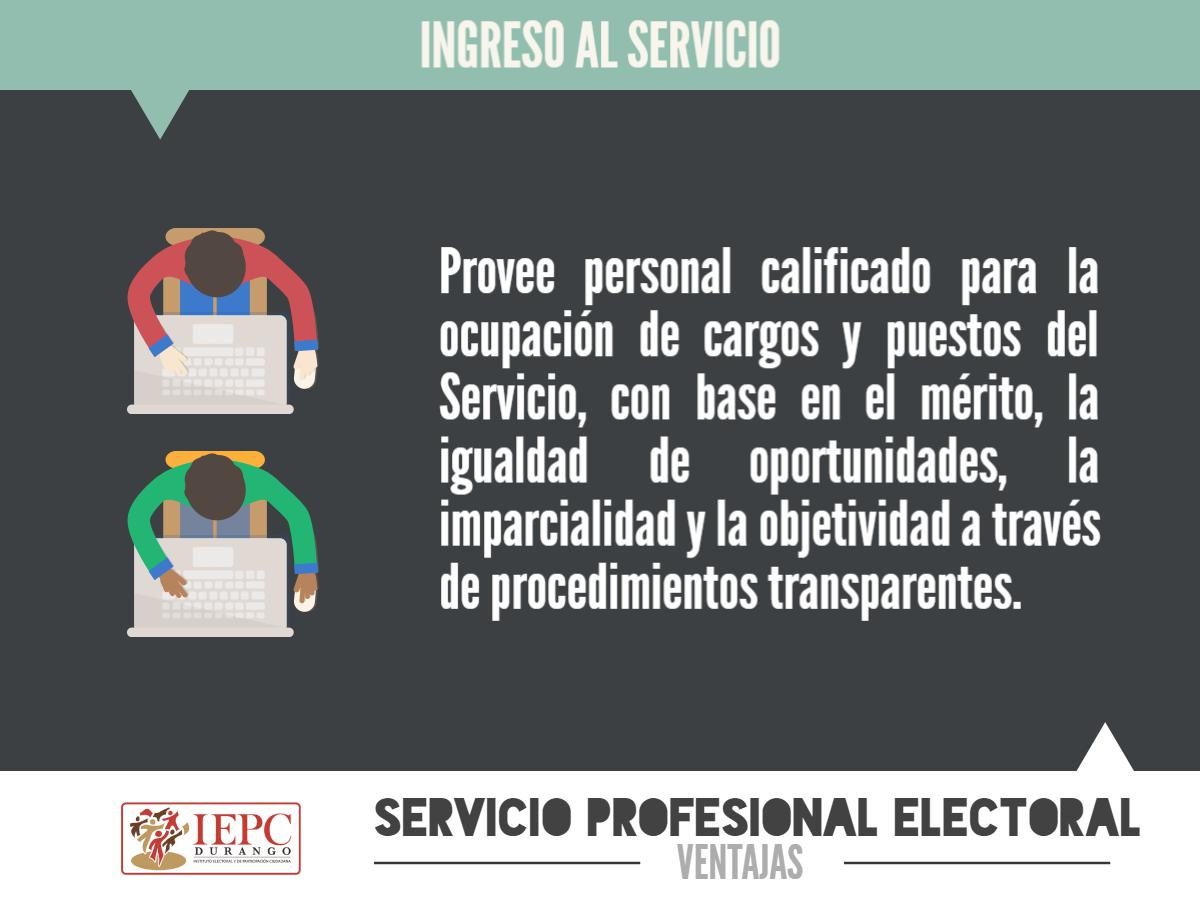 INGRESO AL SERVICIO
Provee personal calificado para la
ocupación de cargos y puestos del
Servicio, con base en el mérito, la
igualdad de oportunidades, la
imparcialidad y la objetividad a través
de procedimientos transparentes.
IEPC
DURANGO
INSTITUTO ELECTORAL Y DE PARTICIPACIÓN CIUDADANA
SERVICIO PROFESIONAL ELECTORAL
VENTAJAS